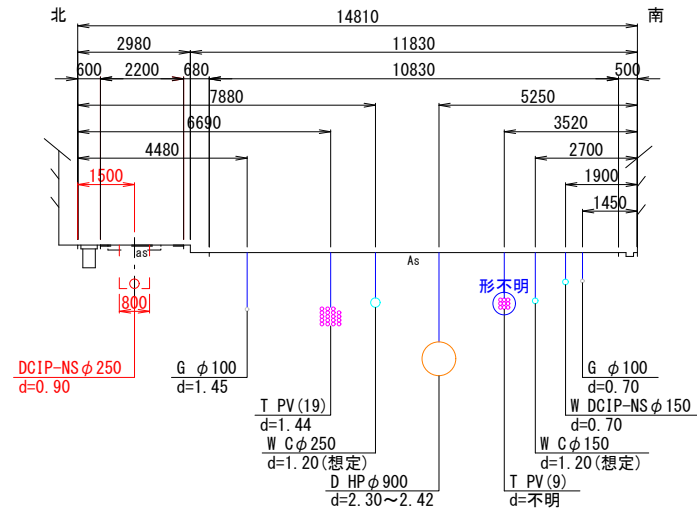 北
14810
南
2980
11830
600
2200
680
10830
500
7880
5250
6690
3520
4480
2700
1500
1900
1450
as
As
形不明
800
DCIP-NSφ250
d=0.90
G φ100
d=1.45
G φ100
d=0.70
T PV(19)
d=1.44
W DCIP-NSφ150
d=0.70
W Cφ250
d=1.20(想定)
W Cφ150
d=1.20(想定)
D HPφ900
d=2.30～2.42
T PV(9)
d=不明